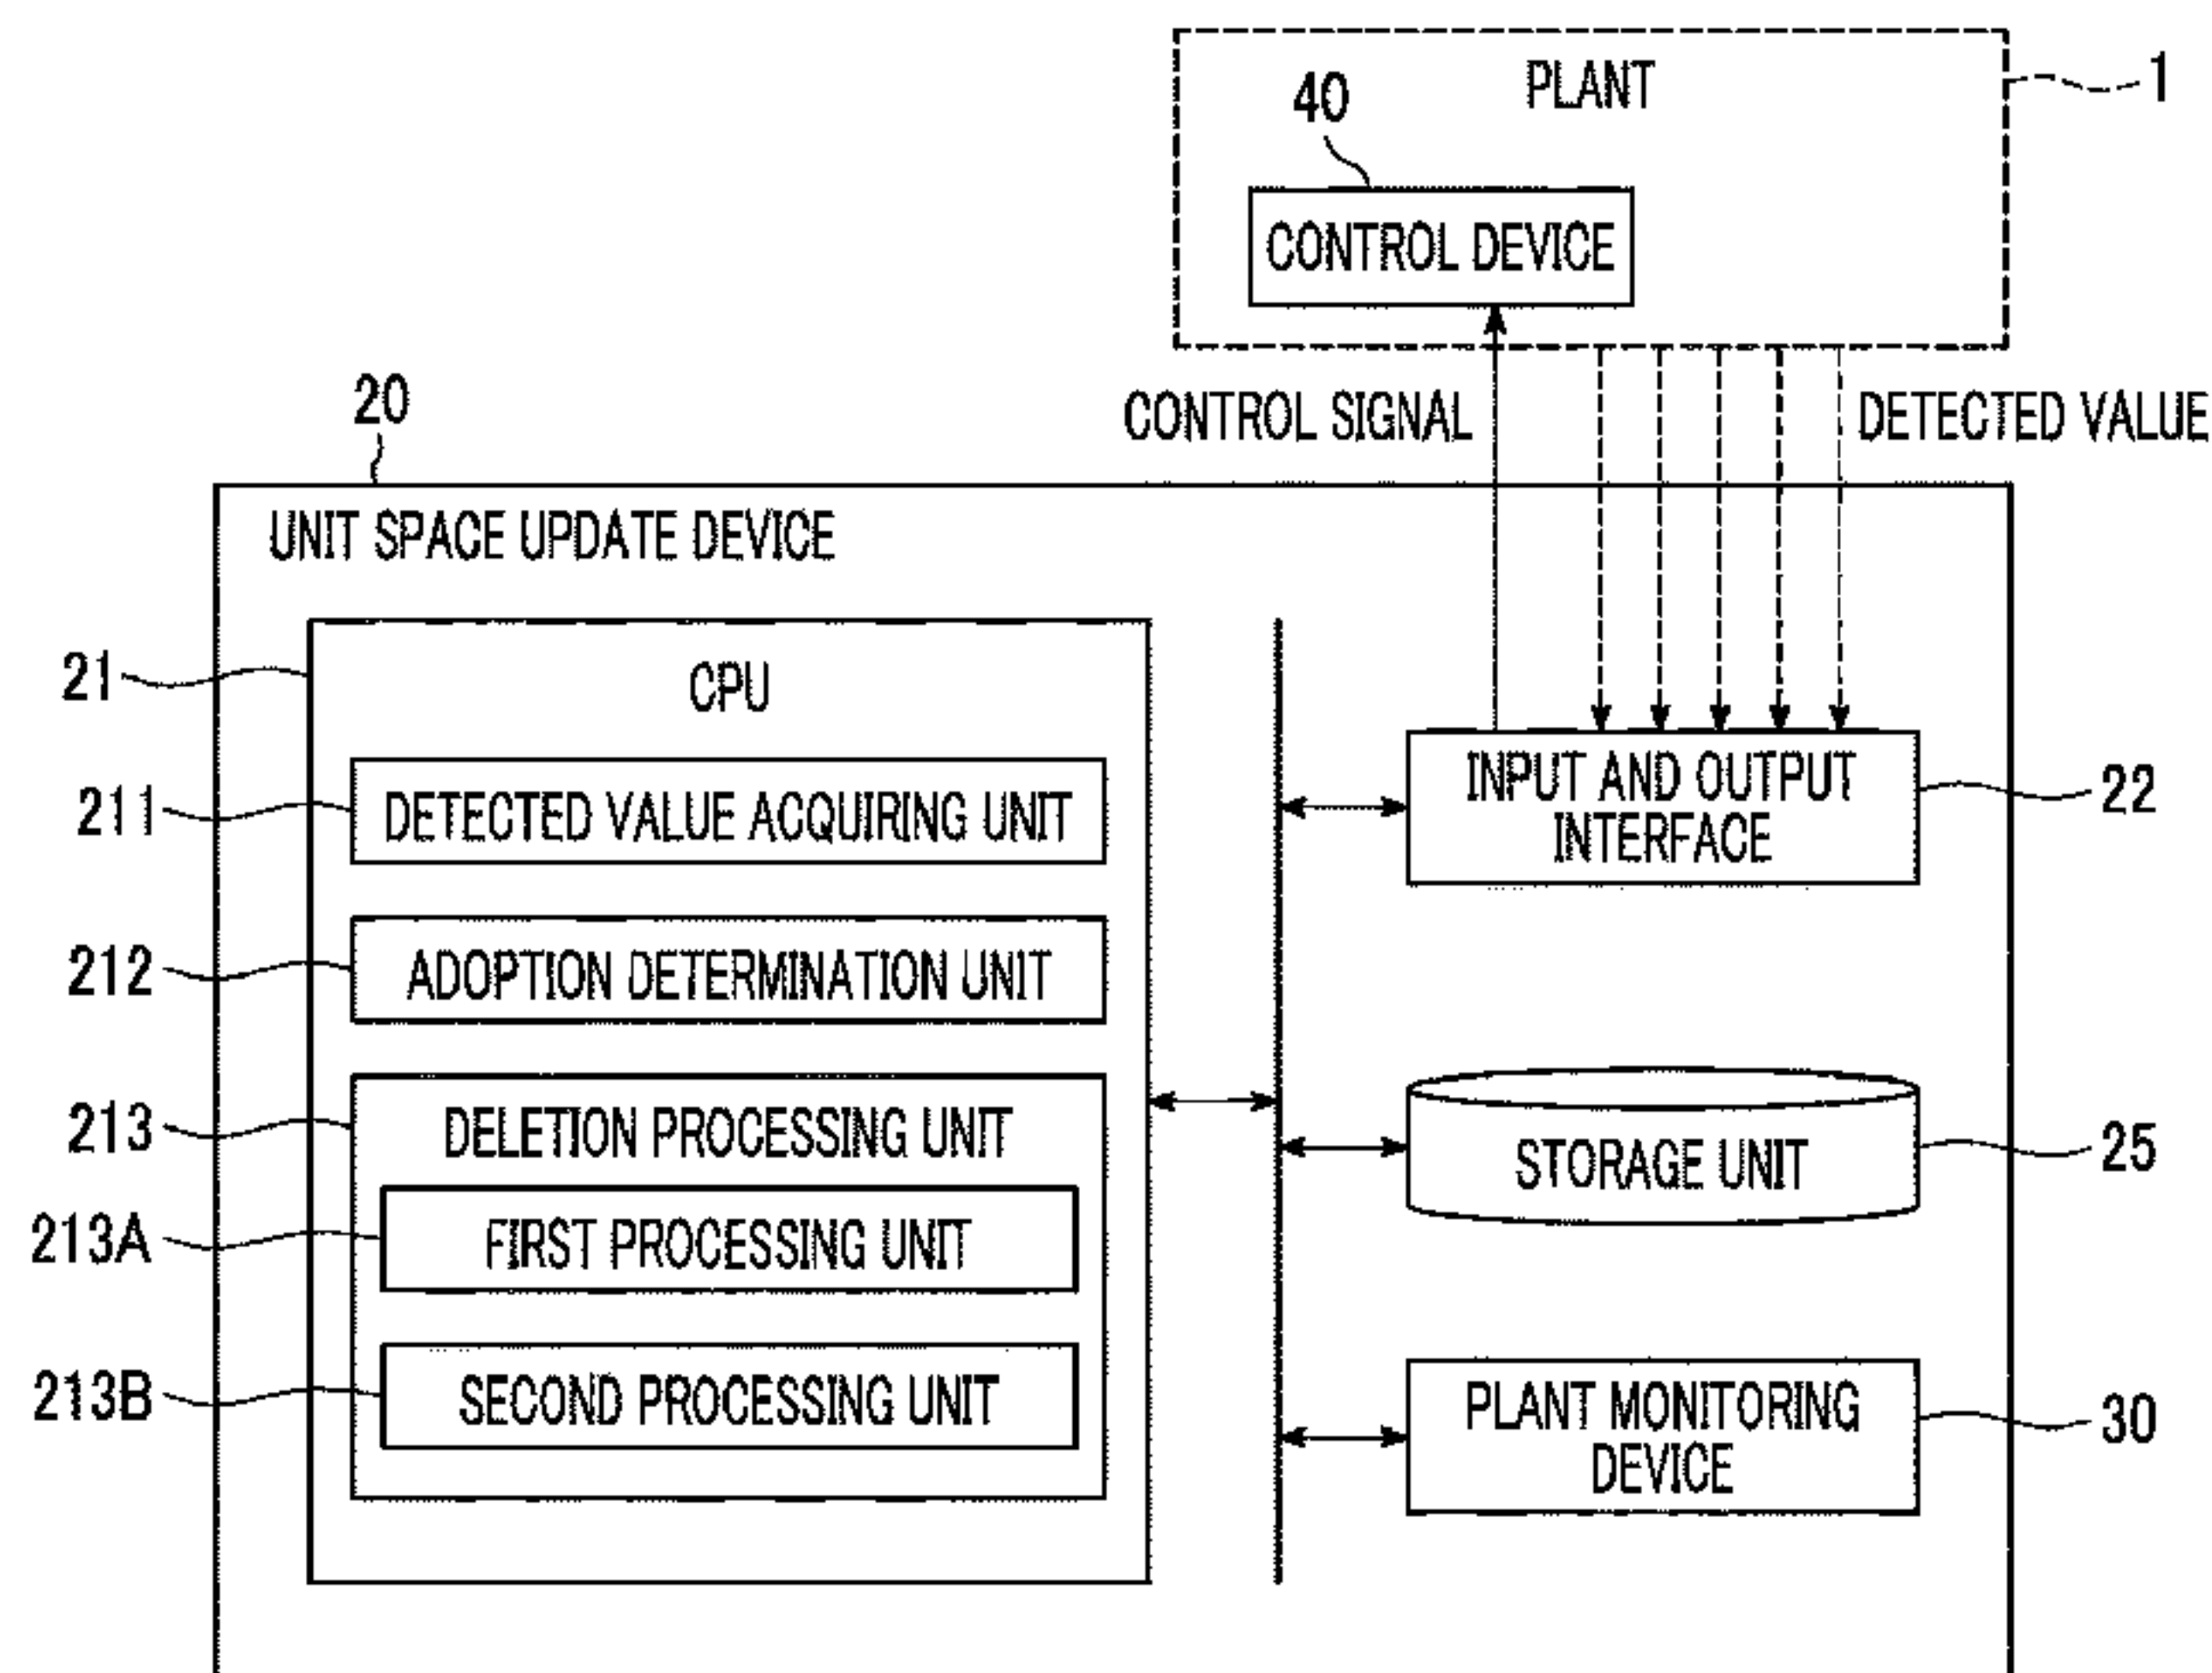 PLANT
1
40
CONTROL DEVICE
CONTROL SIGNAL
DETECTED VALUE
20
UNIT SPACE UPDATE DEVICE
21
CPU
211
DETECTED VALUE ACQUIRING UNIT
212
ADOPTION DETERMINATION UNIT
213
DELETION PROCESSING UNIT
213A
FIRST PROCESSING UNIT
213B
SECOND PROCESSING UNIT
INPUT AND OUTPUT
INTERFACE
22
STORAGE UNIT
25
PLANT MONITORING
DEVICE
30